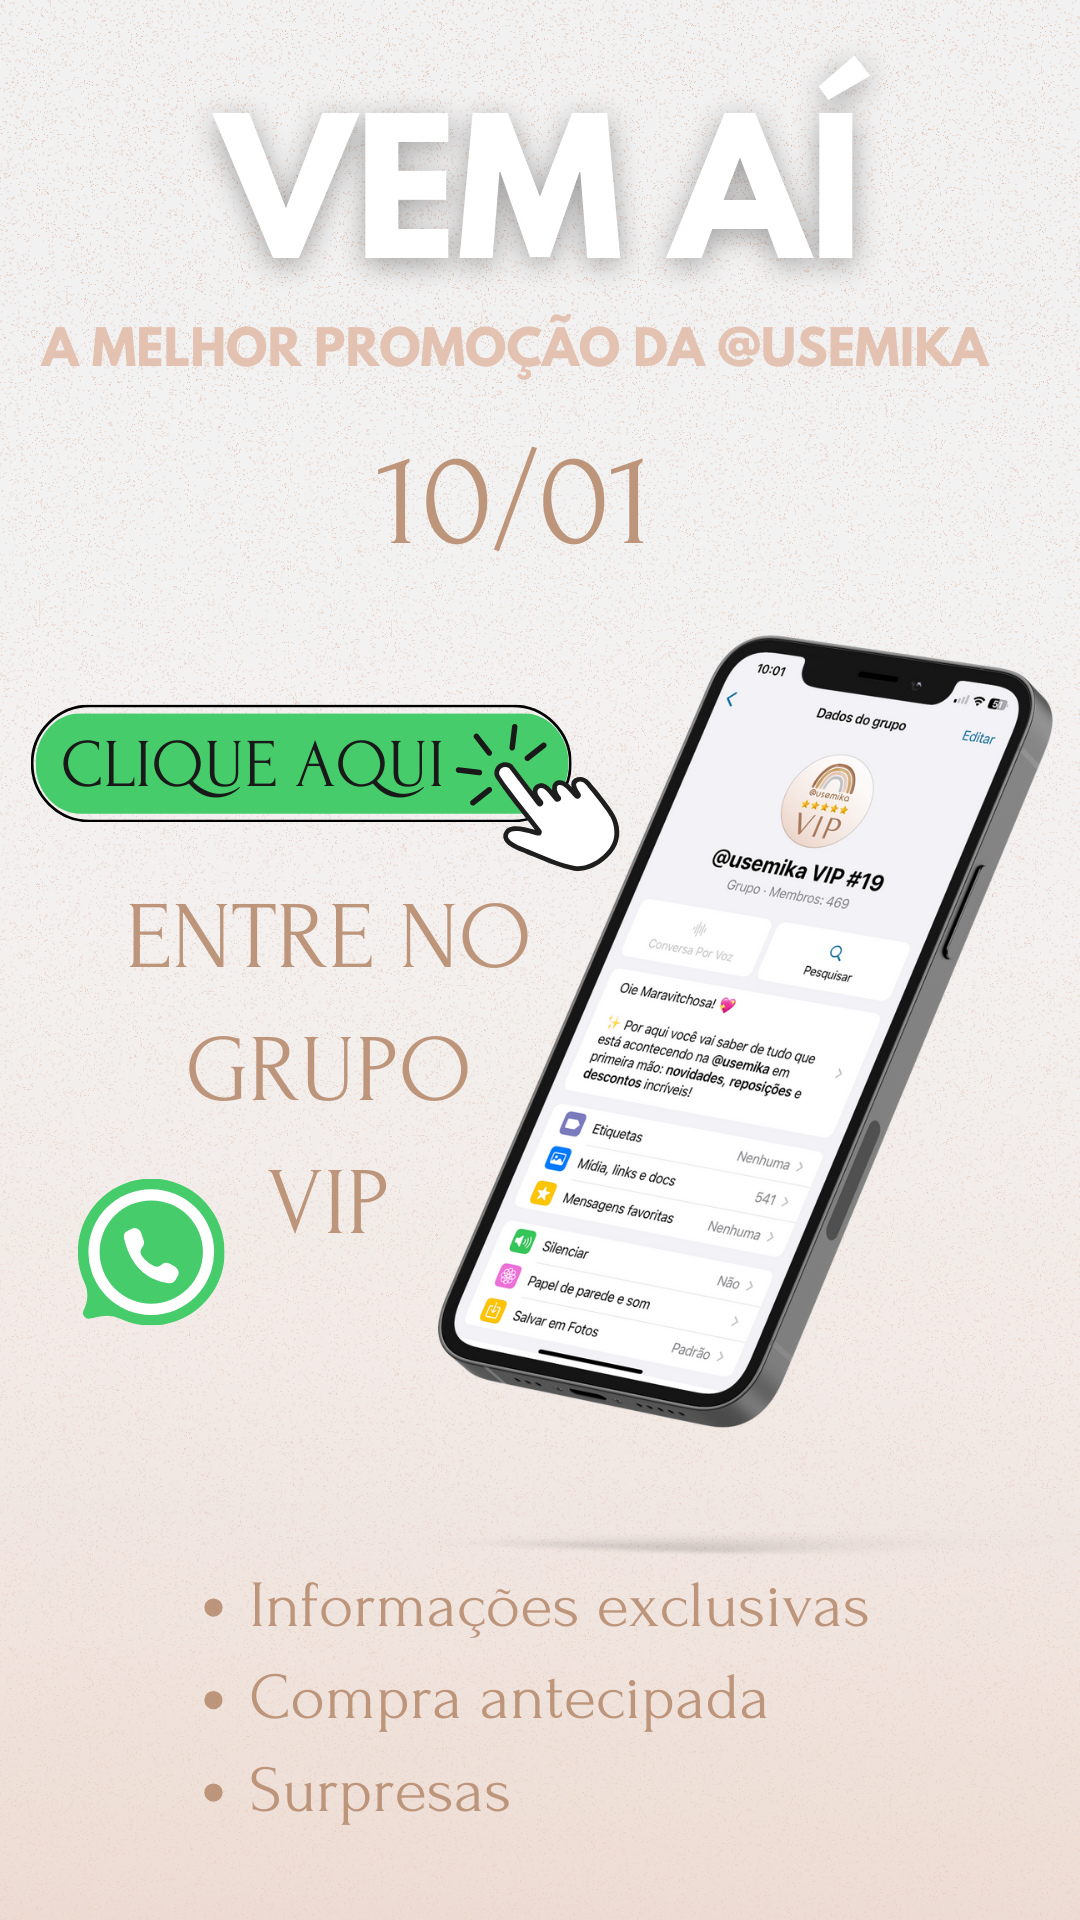 VEM AÍ
A MELHOR PROMOÇÃO DA @USEMIKA
10/01
CLIQUE AQUI
ENTRE NO
GRUPO
VIP
10:01
51
Dados do grupo
Editar
@usemika
VIP
@usemika VIP #19
Grupo · Membros: 469
Conversa Por Voz
Pesquisar
Oie Maravitchosa! 💖
✨ Por aqui você vai saber de tudo que
está acontecendo na @usemika em
primeira mão: novidades, reposições e
descontos incríveis!
Etiquetas Nenhuma
Mídia, links e docs 541
Mensagens favoritas Nenhuma
Silenciar Não
Papel de parede e som
Salvar em Fotos Padrão
• Informações exclusivas
• Compra antecipada
• Surpresas